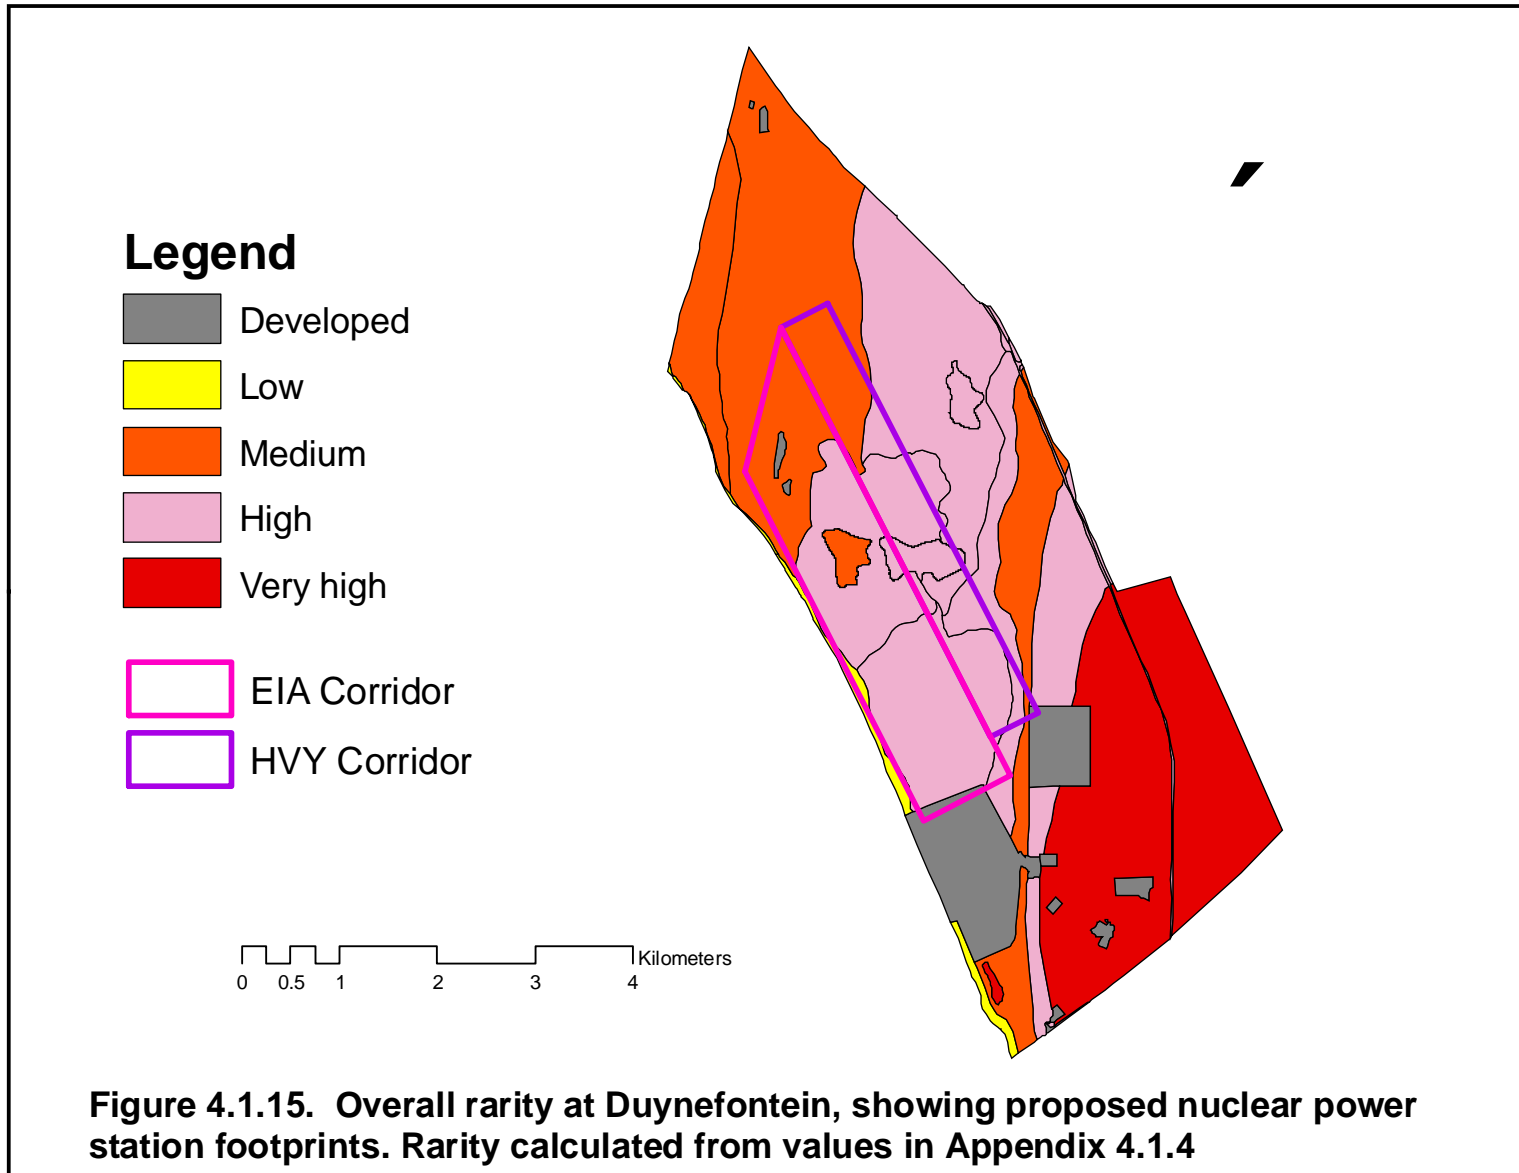 Legend
Developed
Low
Medium
High
Very high
EIA Corridor
HVY Corridor
Kilometers
0 0.5 1 2 3 4
Figure 4.1.15. Overall rarity at Duynefontein, showing proposed nuclear power
station footprints. Rarity calculated from values in Appendix 4.1.4